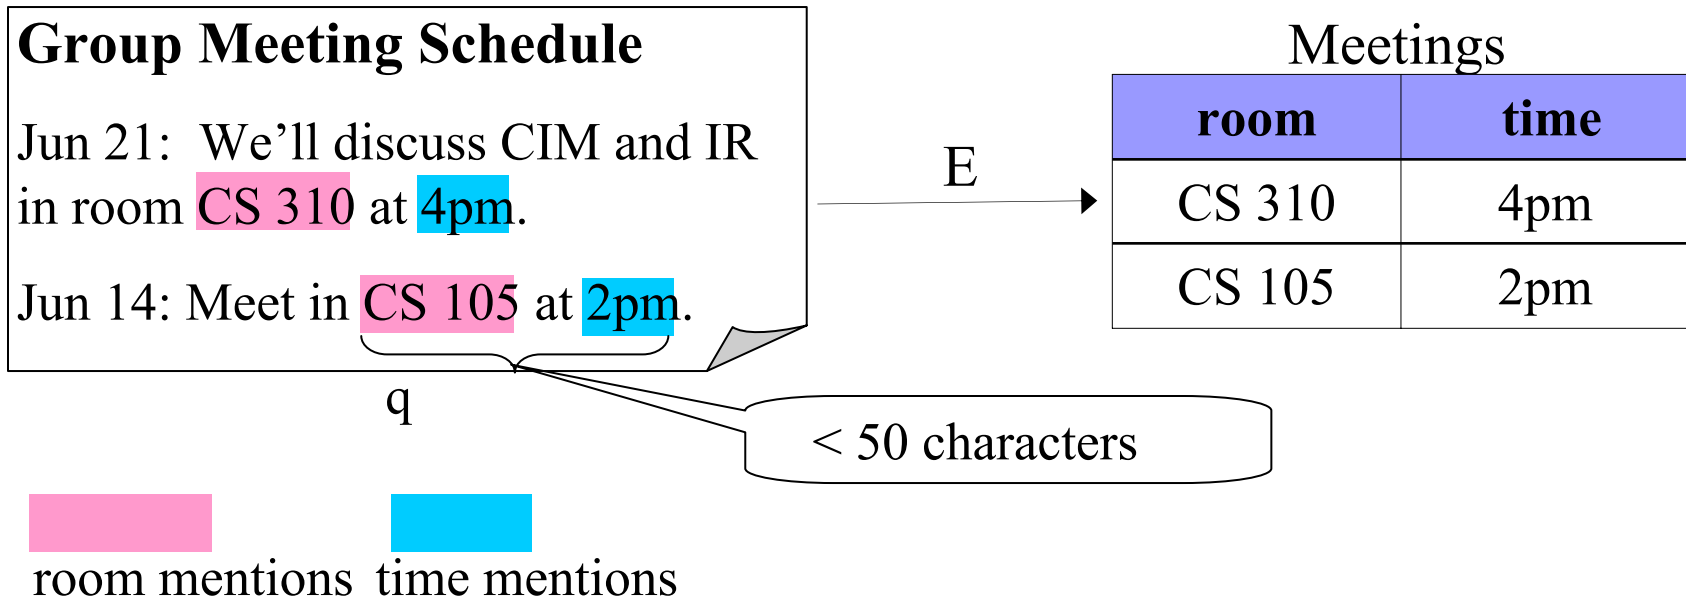 Group Meeting Schedule
Jun 21:  We’ll discuss CIM and IR
in room CS 310 at 4pm.
Jun 14: Meet in CS 105 at 2pm.
q
< 50 characters
room mentions
time mentions
E
Meetings
room time
CS 310 4pm
CS 105 2pm